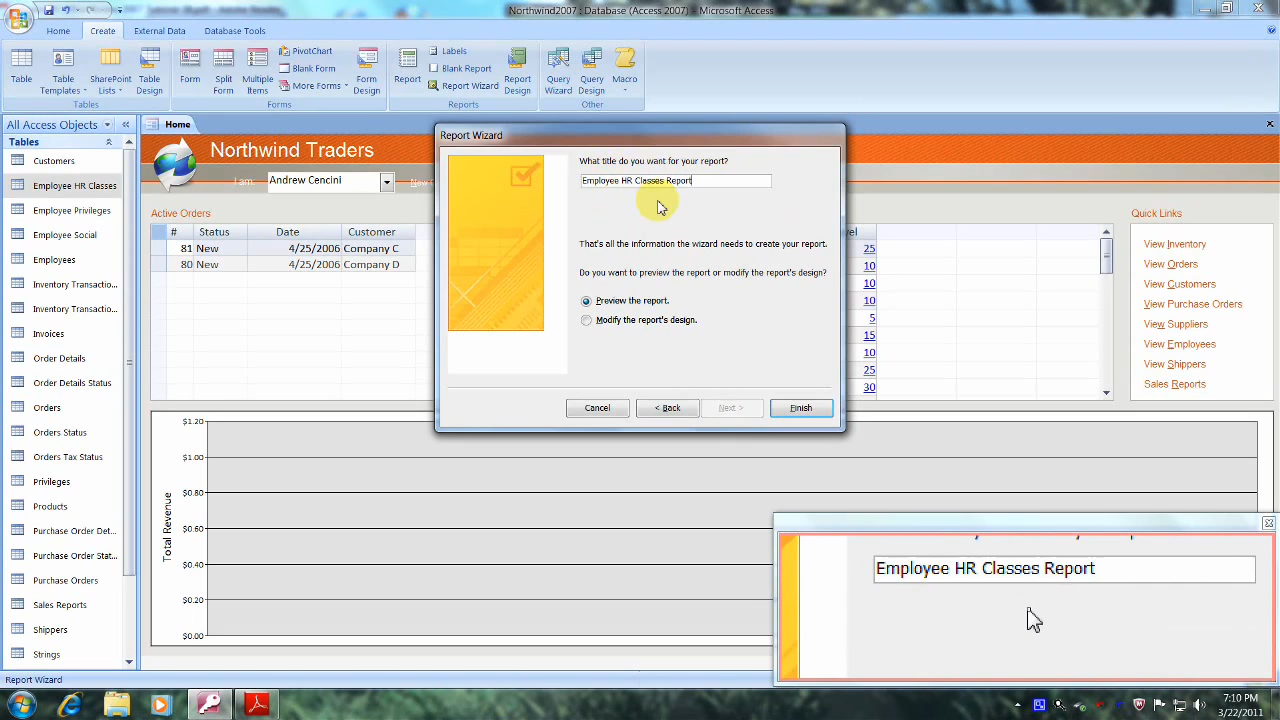 Northwind2007 : Database (Access 2007) - Microsoft Access
Home Create External Data Database Tools
Table
Table Templates
SharePoint Lists
Table Design
Tables
Form
Split Form
Multiple Items
PivotChart
Blank Form
More Forms
Form Design
Forms
Report
Labels
Blank Report
Report Wizard
Report Design
Reports
Query Wizard
Query Design
Macro
Other
All Access Objects
Tables
Customers
Employee HR Classes
Employee Privileges
Employee Social
Employees
Inventory Transactio...
Inventory Transactio...
Invoices
Order Details
Order Details Status
Orders
Orders Status
Orders Tax Status
Privileges
Products
Purchase Order Det...
Purchase Order Stat...
Purchase Orders
Sales Reports
Shippers
Strings
Home
Northwind Traders
I am: Andrew Cencini
Active Orders
# Status Date Customer
81 New 4/25/2006 Company C
80 New 4/25/2006 Company D
25
10
10
10
5
15
10
10
30
Quick Links
View Inventory
View Orders
View Customers
View Purchase Orders
View Suppliers
View Employees
View Shippers
Sales Reports
Report Wizard
What title do you want for your report?
Employee HR Classes Report
That's all the information the wizard needs to create your report.
Do you want to preview the report or modify the report's design?
Preview the report.
Modify the report's design.
Cancel < Back Next > Finish
Total Revenue
$1.20
$1.00
$0.80
$0.60
$0.40
$0.20
$0.00
Employee HR Classes Report
Report Wizard
7:10 PM
3/22/2011